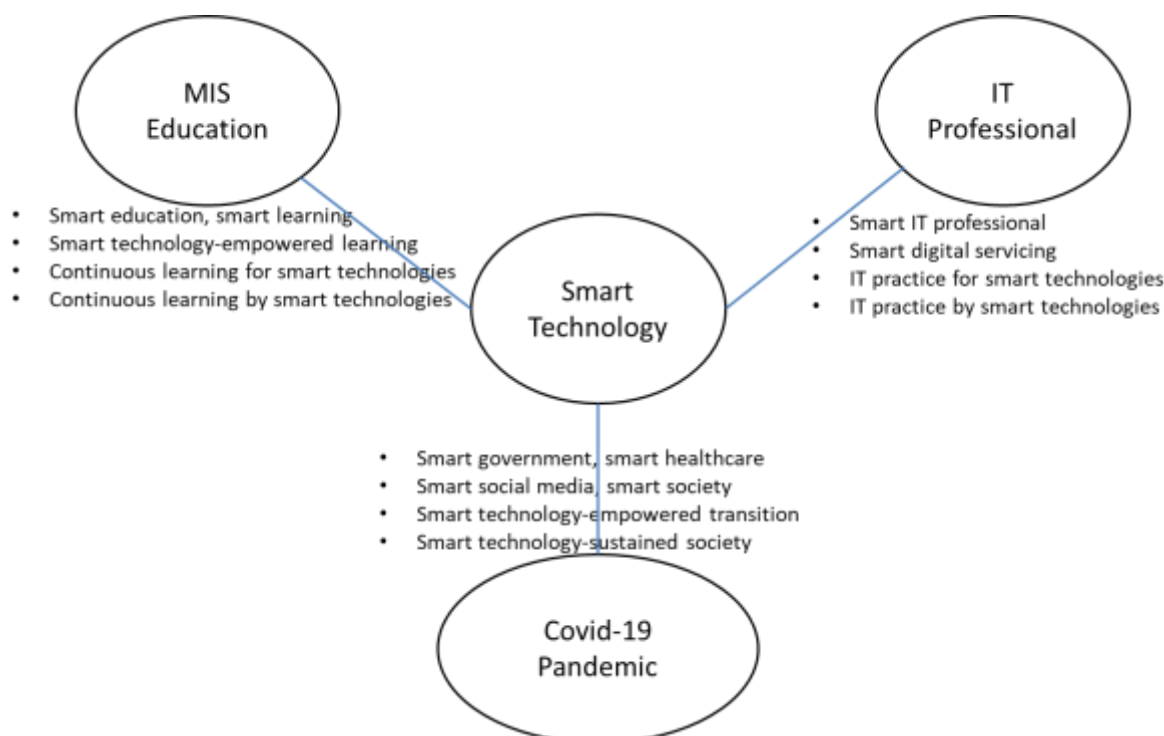 MIS
Education
IT
Professional
• Smart education, smart learning
• Smart technology-empowered learning
• Continuous learning for smart technologies
• Continuous learning by smart technologies
• Smart IT professional
• Smart digital servicing
• IT practice for smart technologies
• IT practice by smart technologies
Smart
Technology
• Smart government, smart healthcare
• Smart social media, smart society
• Smart technology-empowered transition
• Smart technology-sustained society
Covid-19
Pandemic